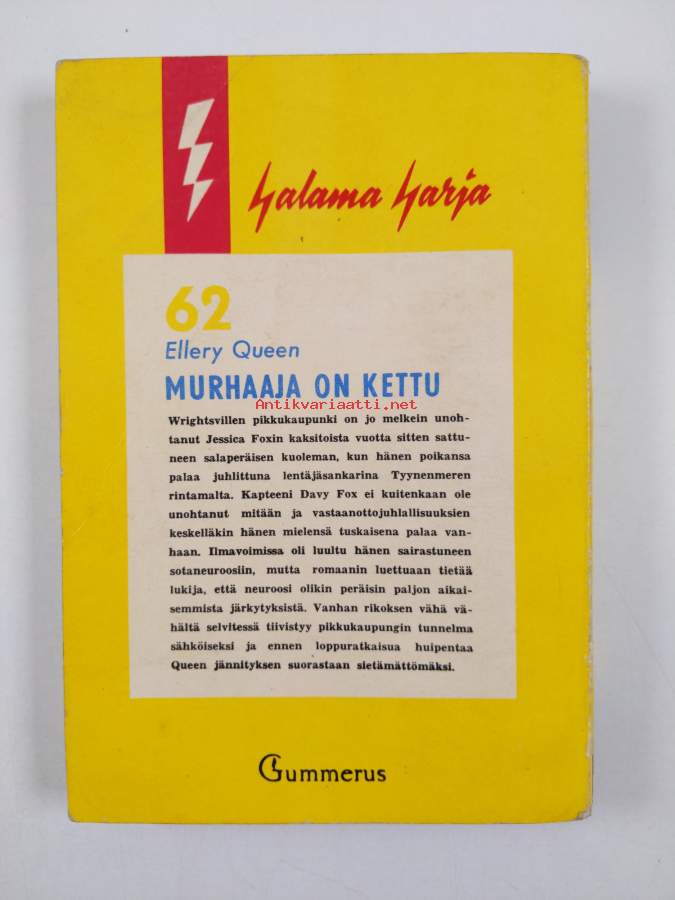 Salama Sarja
62
Ellery Queen
MURHAAJA ON KETTU
Antikvariaatti.net
Wrightsvillen pikkukaupunki on jo melkein unoh-
tanut Jessica Foxin kaksitoista vuotta sitten sattu-
neen salaperäisen kuoleman, kun hänen poikansa
palaa juhlittuna lentäjäsankarina Tyynenmeren
rintamalta. Kapteeni Davy Fox ei kuitenkaan ole
unohtanut mitään ja vastaanottojuhlallisuuksien
keskelläkin hänen mielensä tuskaisena palaa van-
haan. Ilmavoimissa oli luultu hänen sairastuneen
sotaneuroosiin, mutta romaanin luettuaan tietää
lukija, että neuroosi olikin peräisin paljon aikai-
semmista järkytyksistä. Vanhan rikoksen vähä vä-
hältä selvitessä tiivistyy pikkukaupungin tunnelma
sähköiseksi ja ennen loppuratkaisua huipentaa
Queen jännityksen suorastaan sietämättömäksi.
Gummerus